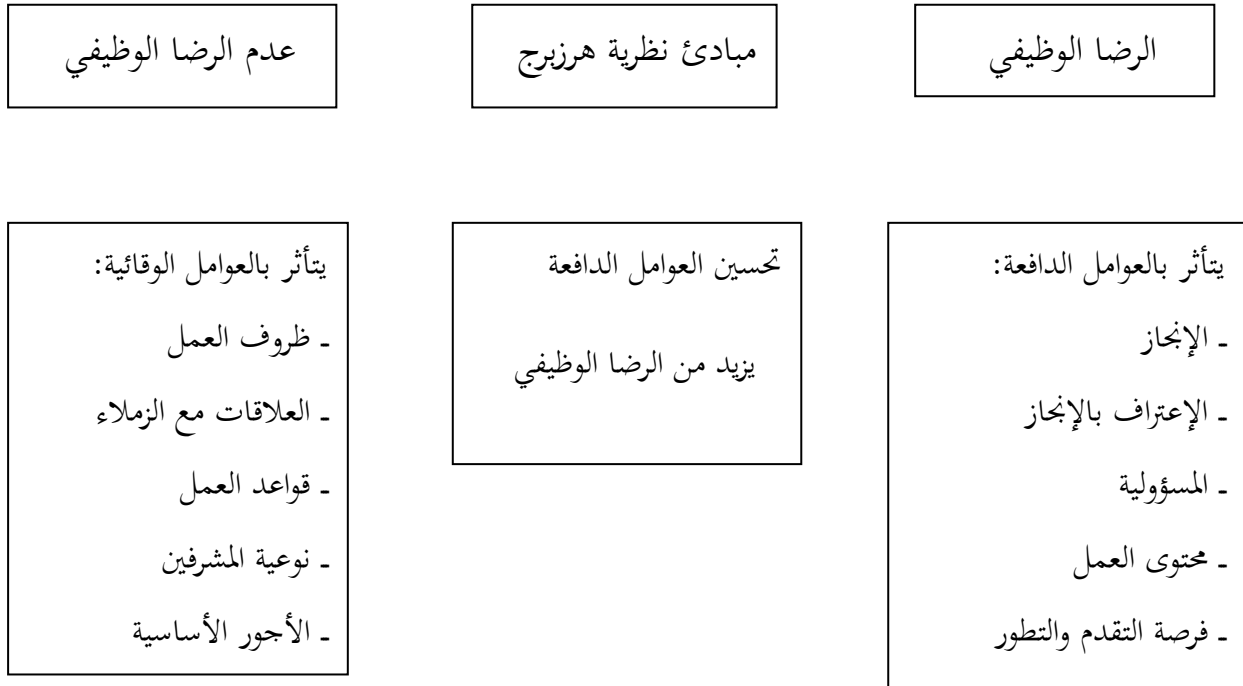 الرضا الوظيفي
مبادئ نظرية هرزبرج
عدم الرضا الوظيفي
يتأثر بالعوامل الدافعة:
ـ الإنجاز
ـ الإعتراف بالإنجاز
ـ المسؤولية
ـ محتوى العمل
ـ فرصة التقدم والتطور
تحسين العوامل الدافعة
يزيد من الرضا الوظيفي
يتأثر بالعوامل الوقائية:
ـ ظروف العمل
ـ العلاقات مع الزملاء
ـ قواعد العمل
ـ نوعية المشرفين
ـ الأجور الأساسية